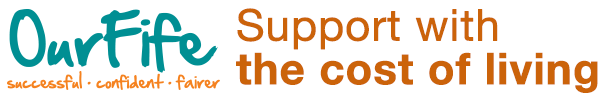 OurFife
successful · confident · fairer
Support with
the cost of living